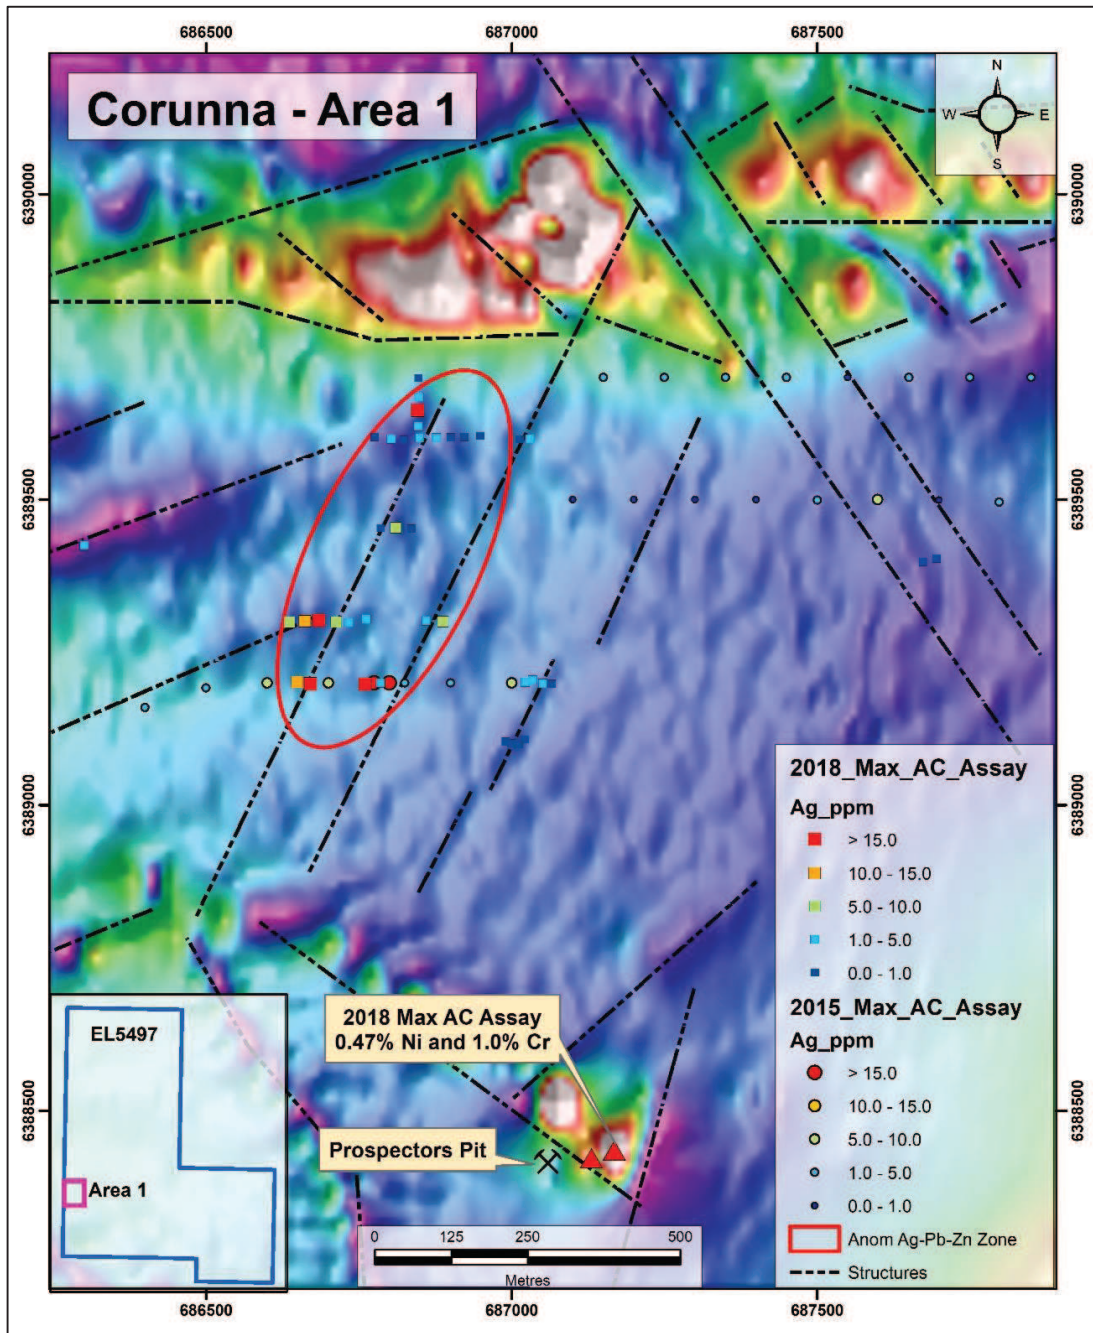 686500
687000
687500
Corunna - Area 1
N
W
E
S
6390000
6390000
6389500
6389500
6389000
6389000
6388500
6388500
2018_Max_AC_Assay
Ag_ppm
> 15.0
10.0 - 15.0
5.0 - 10.0
1.0 - 5.0
0.0 - 1.0
2015_Max_AC_Assay
Ag_ppm
> 15.0
10.0 - 15.0
5.0 - 10.0
1.0 - 5.0
0.0 - 1.0
Anom Ag-Pb-Zn Zone
Structures
2018 Max AC Assay
0.47% Ni and 1.0% Cr
Prospectors Pit
EL5497
Area 1
0
125
250
500
Metres
686500
687000
687500